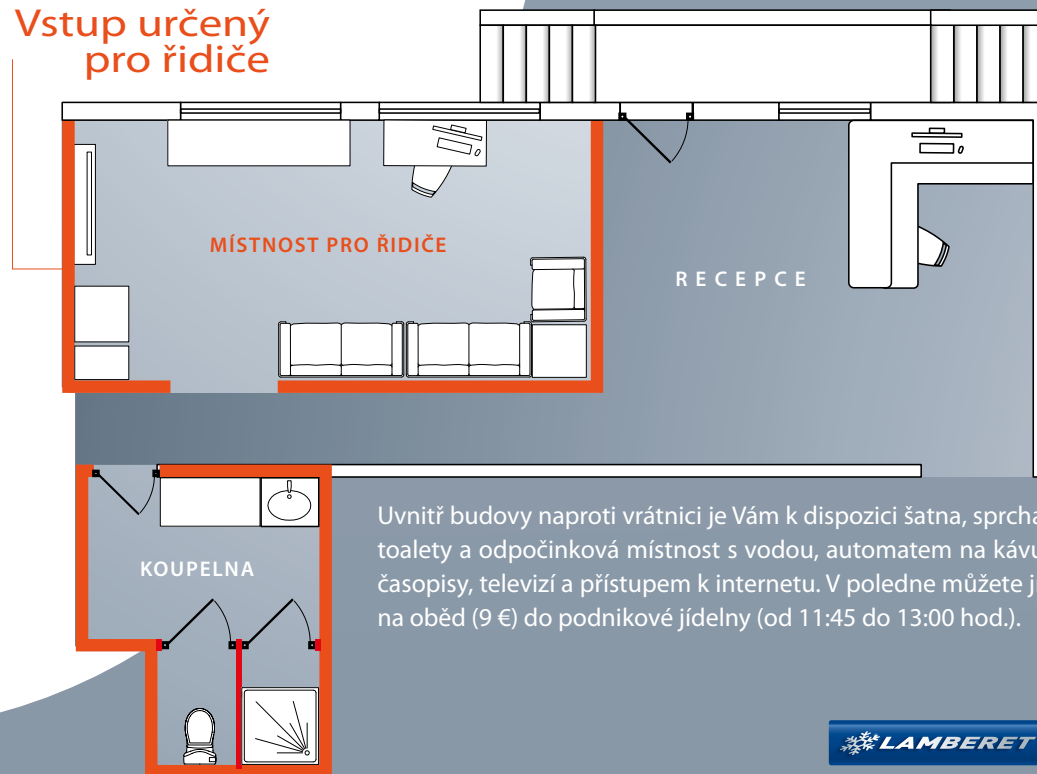 Vstup určený
pro řidiče
MÍSTNOST PRO ŘIDIČE
RECEPCE
KOUPELNA
Uvnitř budovy naproti vrátnici je Vám k dispozici šatna, sprcha
toalety a odpočinková místnost s vodou, automatem na kávu
časopisy, televizí a přístupem k internetu. V poledne můžete j
na oběd (9 €) do podnikové jídelny (od 11:45 do 13:00 hod.).
LAMBERET